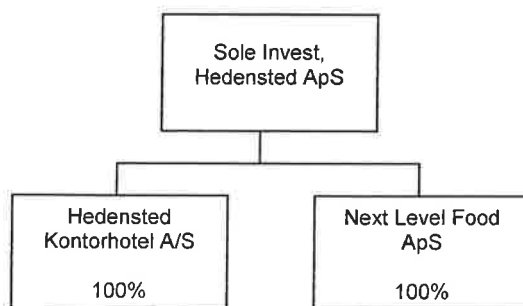 Sole Invest,
Hedensted ApS
Hedensted
Kontorhotel A/S
100%
Next Level Food
ApS
100%